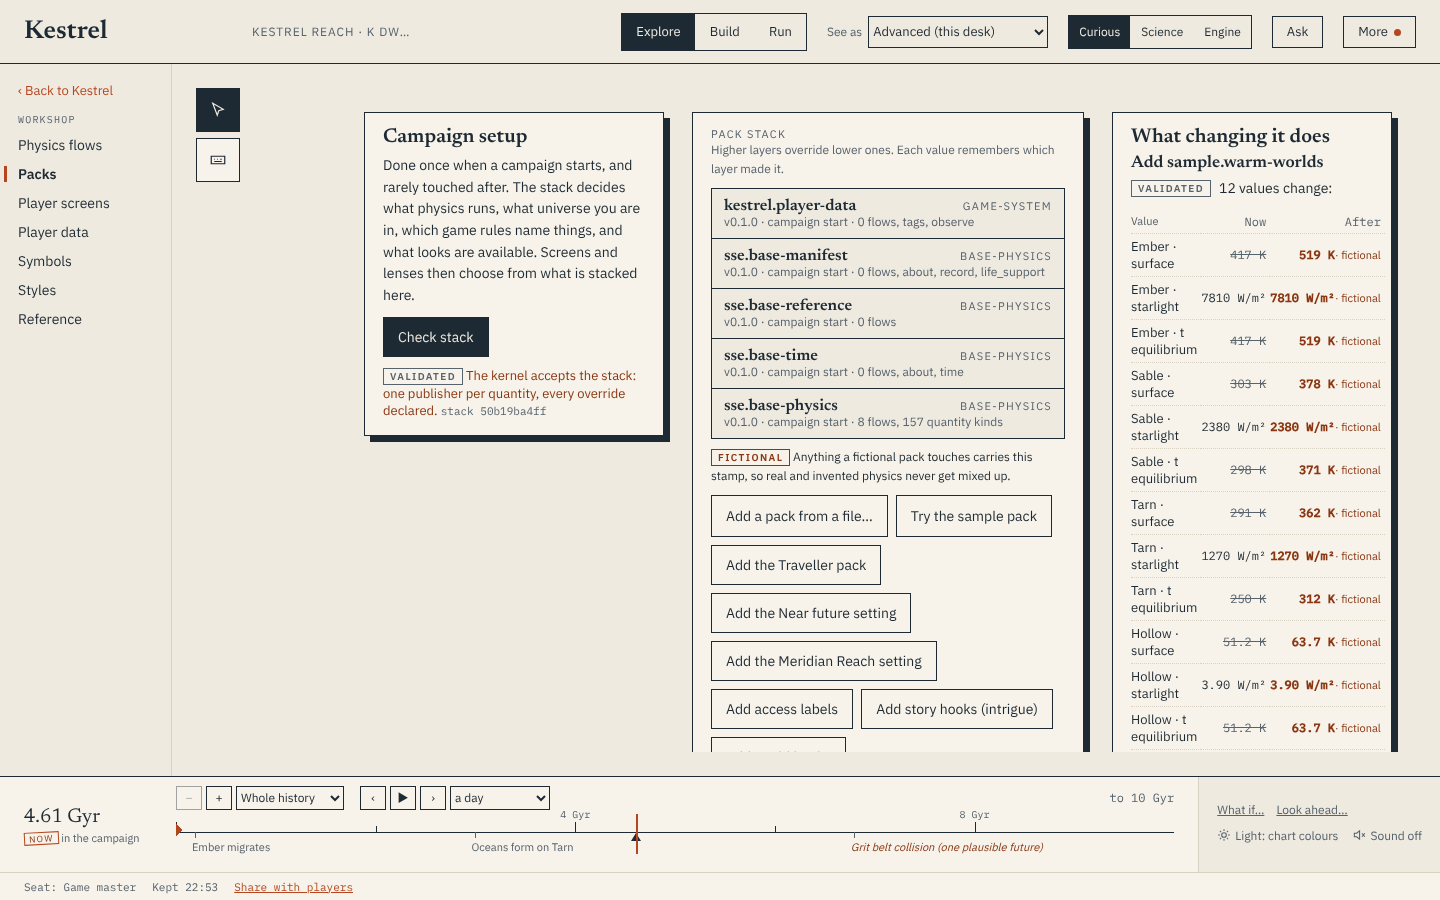 Kestrel
KESTREL REACH · K DW…
Explore
Build
Run
See as
Advanced (this desk)
Curious
Science
Engine
Ask
More
‹ Back to Kestrel
WORKSHOP
Physics flows
Packs
Player screens
Player data
Symbols
Styles
Reference
Campaign setup
Done once when a campaign starts, and
rarely touched after. The stack decides
what physics runs, what universe you are
in, which game rules name things, and
what looks are available. Screens and
lenses then choose from what is stacked
here.
Check stack
VALIDATED The kernel accepts the stack:
one publisher per quantity, every override
declared. stack 50b19ba4ff
PACK STACK
Higher layers override lower ones. Each value remembers which
layer made it.
kestrel.player-data GAME-SYSTEM
v0.1.0 · campaign start · 0 flows, tags, observe
sse.base-manifest BASE-PHYSICS
v0.1.0 · campaign start · 0 flows, about, record, life_support
sse.base-reference BASE-PHYSICS
v0.1.0 · campaign start · 0 flows
sse.base-time BASE-PHYSICS
v0.1.0 · campaign start · 0 flows, about, time
sse.base-physics BASE-PHYSICS
v0.1.0 · campaign start · 8 flows, 157 quantity kinds
FICTIONAL Anything a fictional pack touches carries this
stamp, so real and invented physics never get mixed up.
Add a pack from a file…
Try the sample pack
Add the Traveller pack
Add the Near future setting
Add the Meridian Reach setting
Add access labels
Add story hooks (intrigue)
What changing it does
Add sample.warm-worlds
VALIDATED 12 values change:
Value Now After
Ember · surface 417 K 519 K · fictional
Ember · starlight 7810 W/m² 7810 W/m² · fictional
Ember · t equilibrium 417 K 519 K · fictional
Sable · surface 303 K 378 K · fictional
Sable · starlight 2380 W/m² 2380 W/m² · fictional
Sable · t equilibrium 298 K 371 K · fictional
Tarn · surface 291 K 362 K · fictional
Tarn · starlight 1270 W/m² 1270 W/m² · fictional
Tarn · t equilibrium 250 K 312 K · fictional
Hollow · surface 51.2 K 63.7 K · fictional
Hollow · starlight 3.90 W/m² 3.90 W/m² · fictional
Hollow · t equilibrium 51.2 K 63.7 K · fictional
4.61 Gyr
NOW in the campaign
− + Whole history ‹ ▶ › a day
to 10 Gyr
4 Gyr
8 Gyr
Ember migrates
Oceans form on Tarn
Grit belt collision (one plausible future)
What if…
Look ahead…
Light: chart colours
Sound off
Seat: Game master
Kept 22:53
Share with players